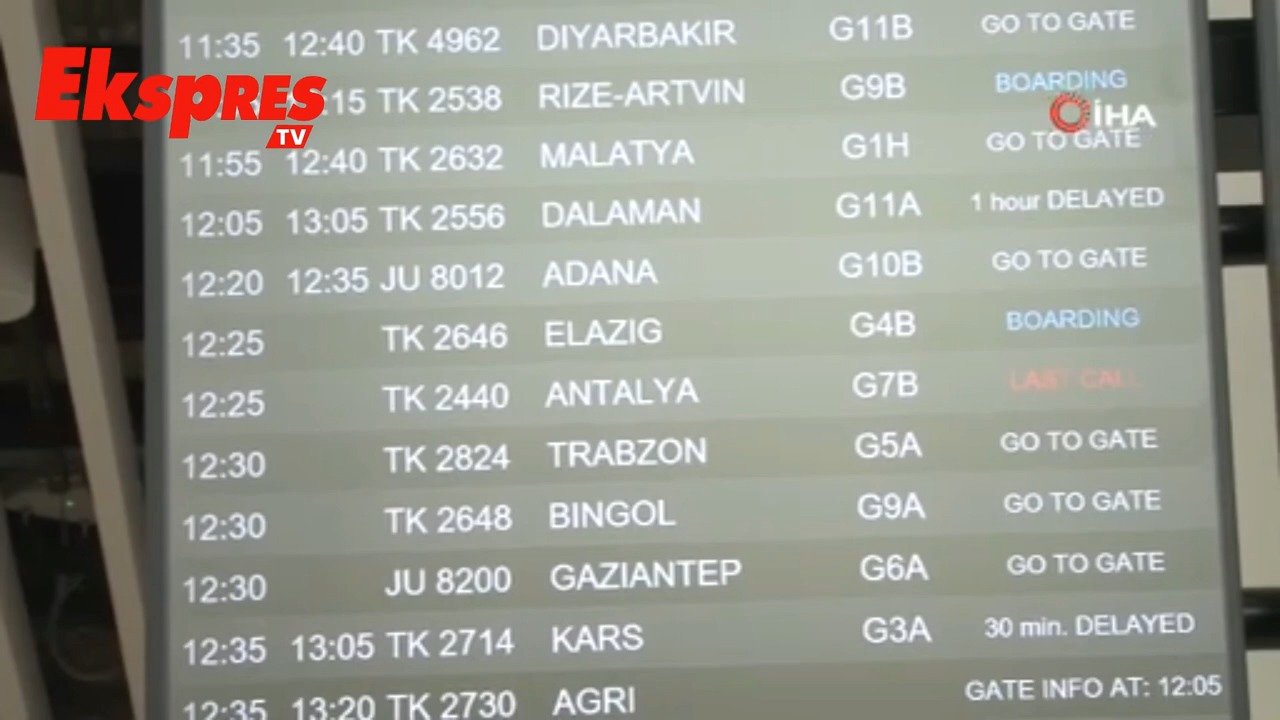 11:35 12:40 TK 4962 DIYARBAKIR G11B GO TO GATE
Ekspres TV
:15 TK 2538 RIZE-ARTVIN G9B BOARDING
İHA
11:55 12:40 TK 2632 MALATYA G1H GO TO GATE
12:05 13:05 TK 2556 DALAMAN G11A 1 hour DELAYED
12:20 12:35 JU 8012 ADANA G10B GO TO GATE
12:25 TK 2646 ELAZIG G4B BOARDING
12:25 TK 2440 ANTALYA G7B LAST CALL
12:30 TK 2824 TRABZON G5A GO TO GATE
12:30 TK 2648 BINGOL G9A GO TO GATE
12:30 JU 8200 GAZIANTEP G6A GO TO GATE
12:35 13:05 TK 2714 KARS G3A 30 min. DELAYED
12:35 13:20 TK 2730 AGRI GATE INFO AT: 12:05